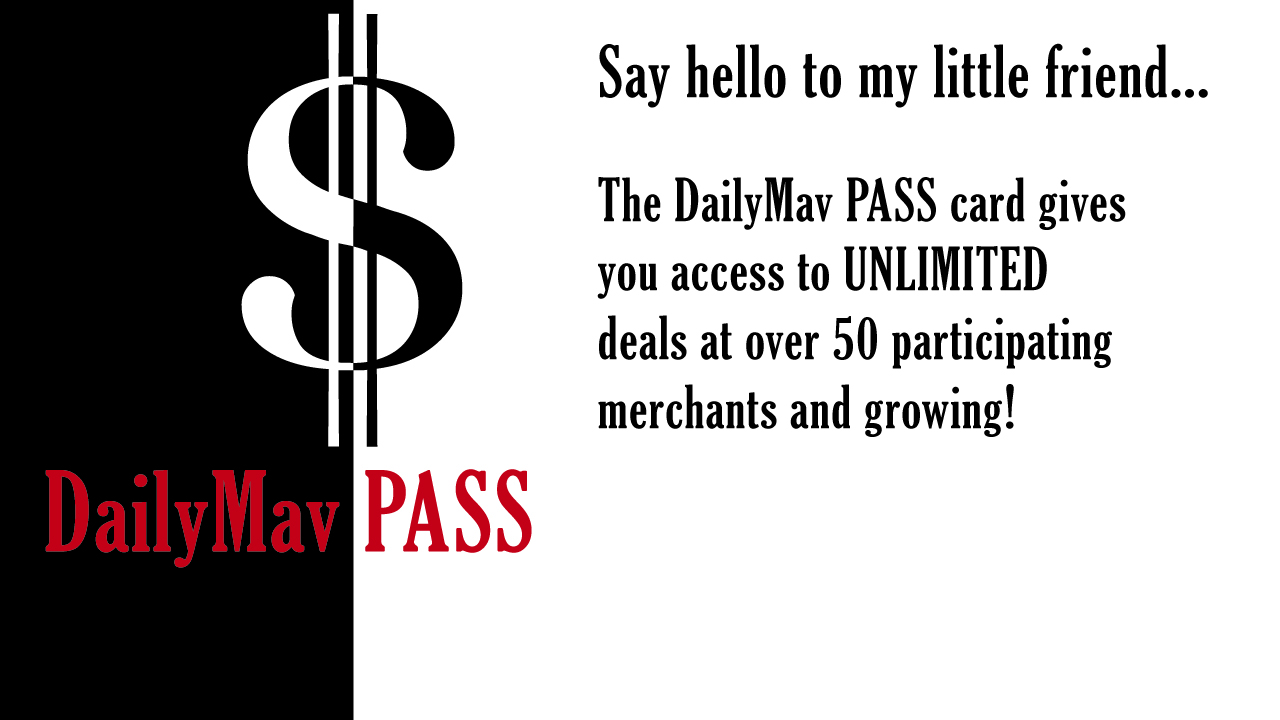 $
DailyMav PASS
Say hello to my little friend...
The DailyMav PASS card gives
you access to UNLIMITED
deals at over 50 participating
merchants and growing!